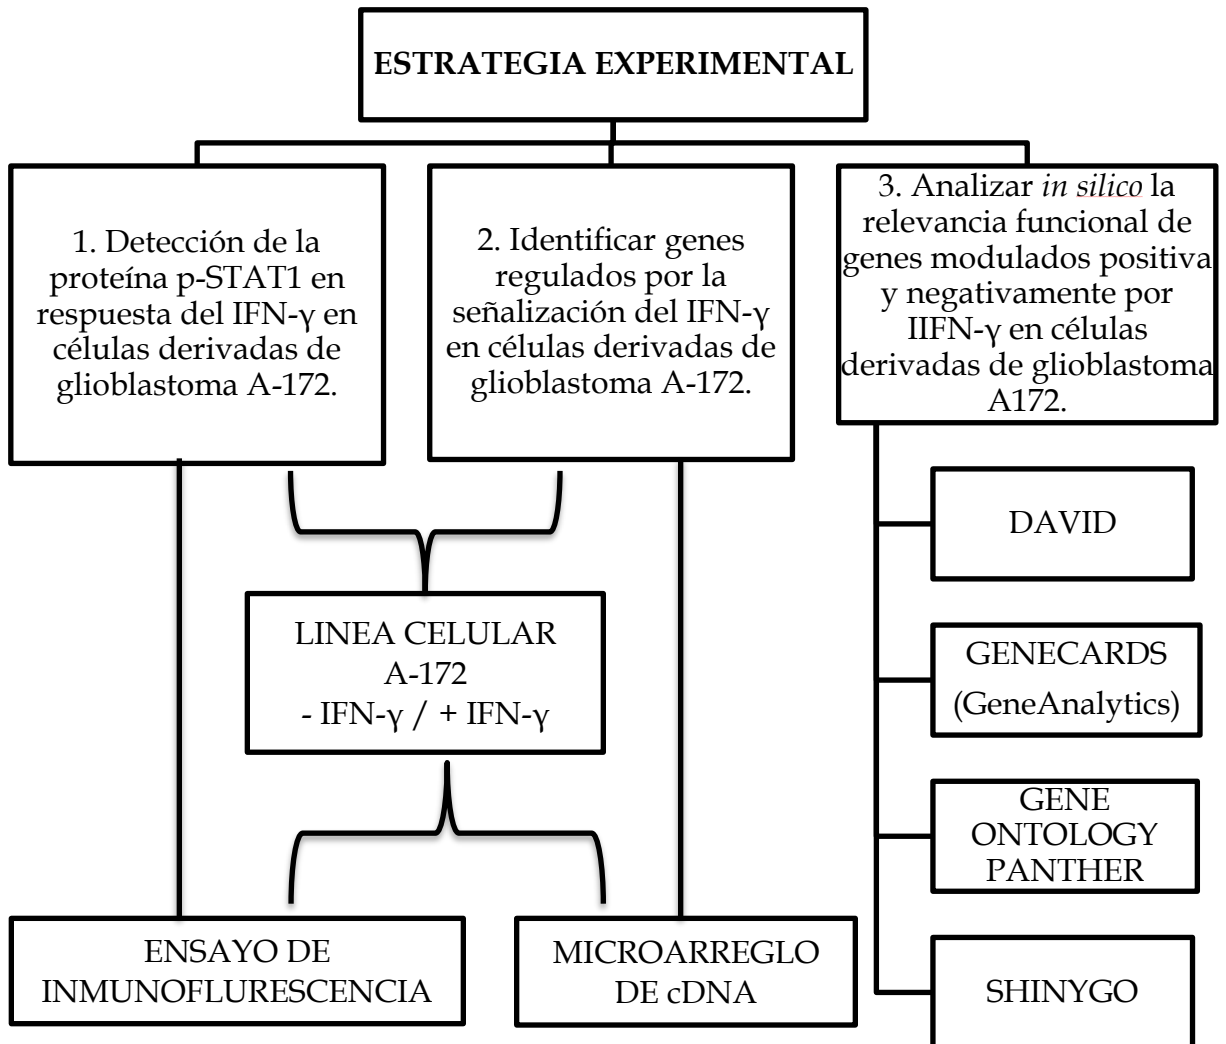 ESTRATEGIA EXPERIMENTAL
1. Detección de la
proteína p-STAT1 en
respuesta del IFN-γ en
células derivadas de
glioblastoma A-172.
2. Identificar genes
regulados por la
señalización del IFN-γ
en células derivadas de
glioblastoma A-172.
3. Analizar in silico la
relevancia funcional de
genes modulados positiva
y negativamente por
IIFN-γ en células
derivadas de glioblastoma
A172.
LINEA CELULAR
A-172
- IFN-γ / + IFN-γ
ENSAYO DE
INMUNOFLURESCENCIA
MICROARREGLO
DE cDNA
DAVID
GENECARDS
(GeneAnalytics)
GENE
ONTOLOGY
PANTHER
SHINYGO